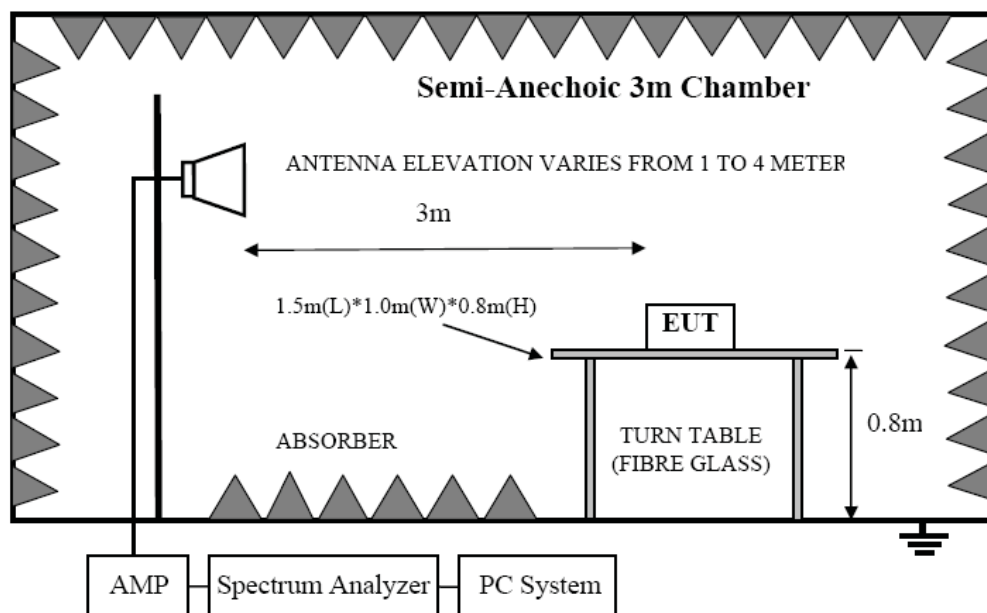 Semi-Anechoic 3m Chamber
ANTENNA ELEVATION VARIES FROM 1 TO 4 METER
3m
1.5m(L)*1.0m(W)*0.8m(H)
EUT
0.8m
ABSORBER
TURN TABLE
(FIBRE GLASS)
AMP
Spectrum Analyzer
PC System